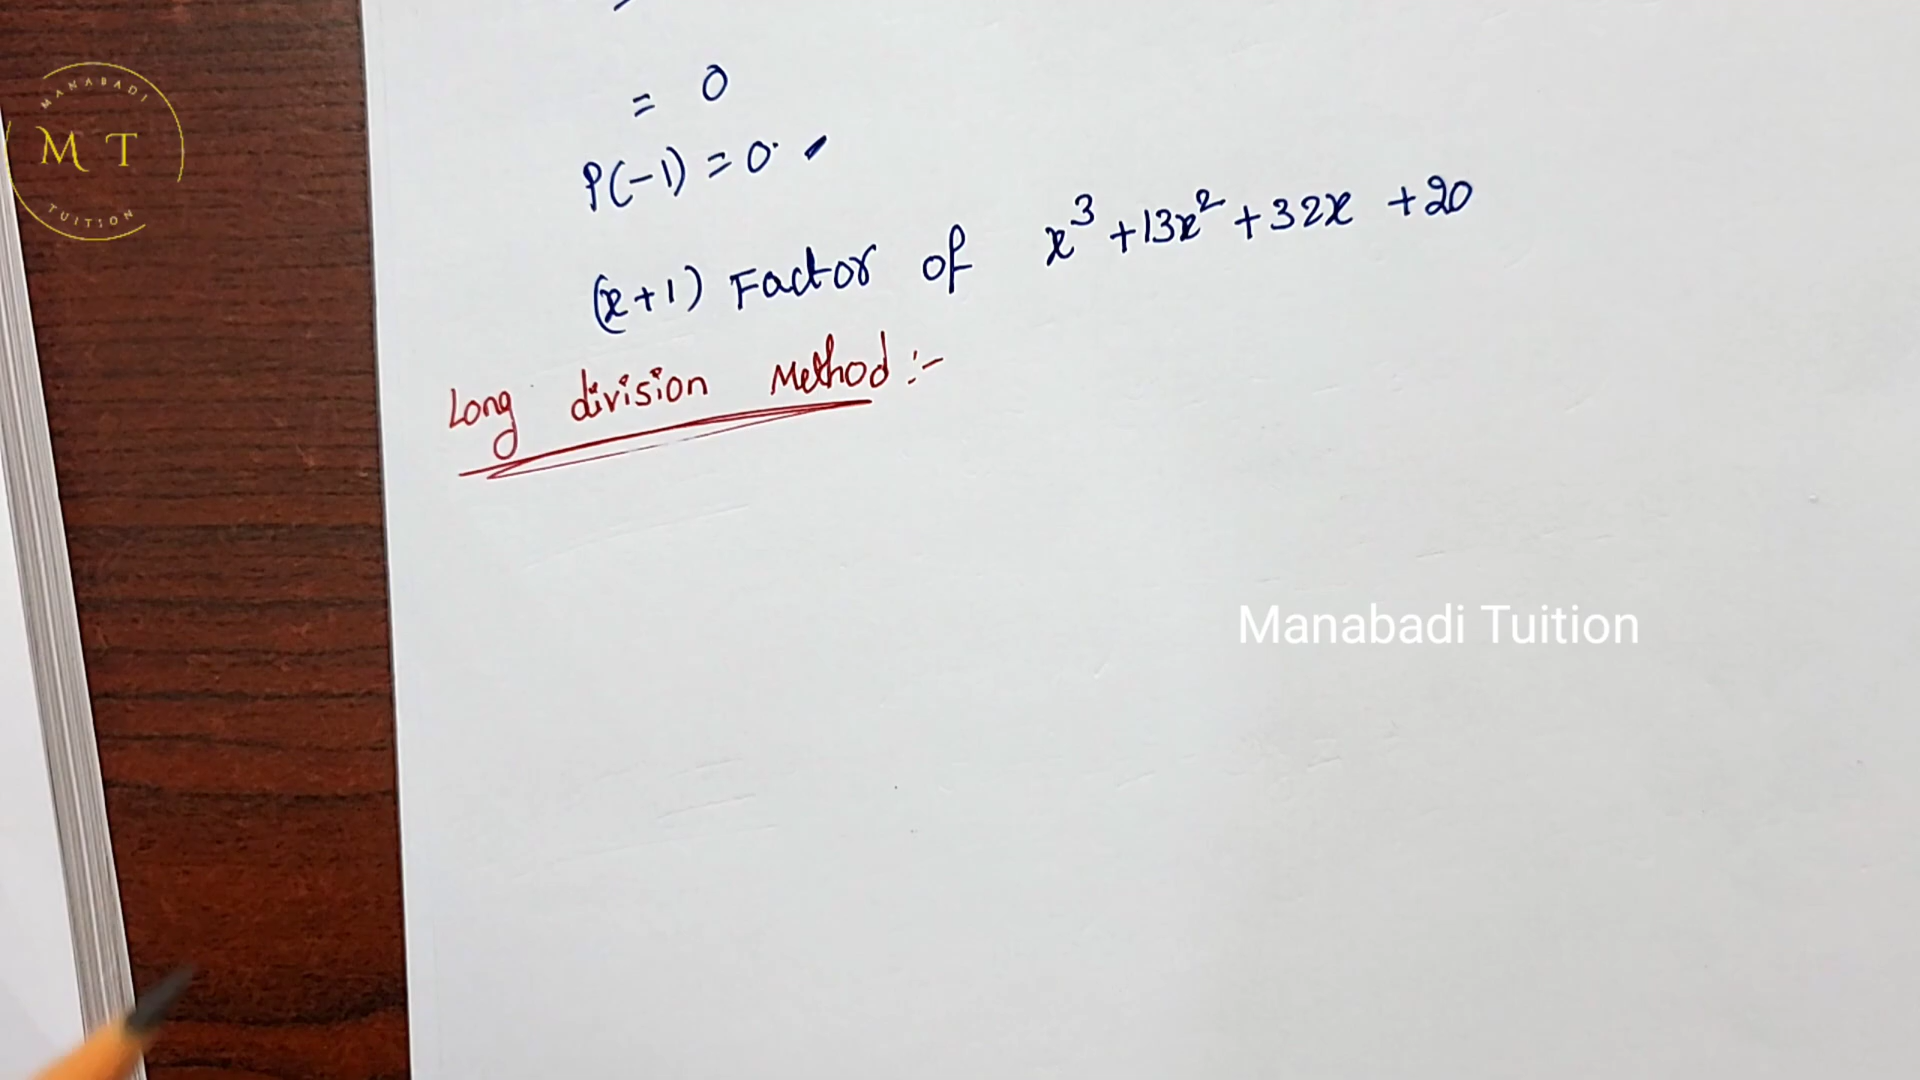 MANABADI
M T
TUITION
= 0
P(-1) = 0.
(x+1) Factor of x³ +13x² +32x +20
Long division Method :-
Manabadi Tuition